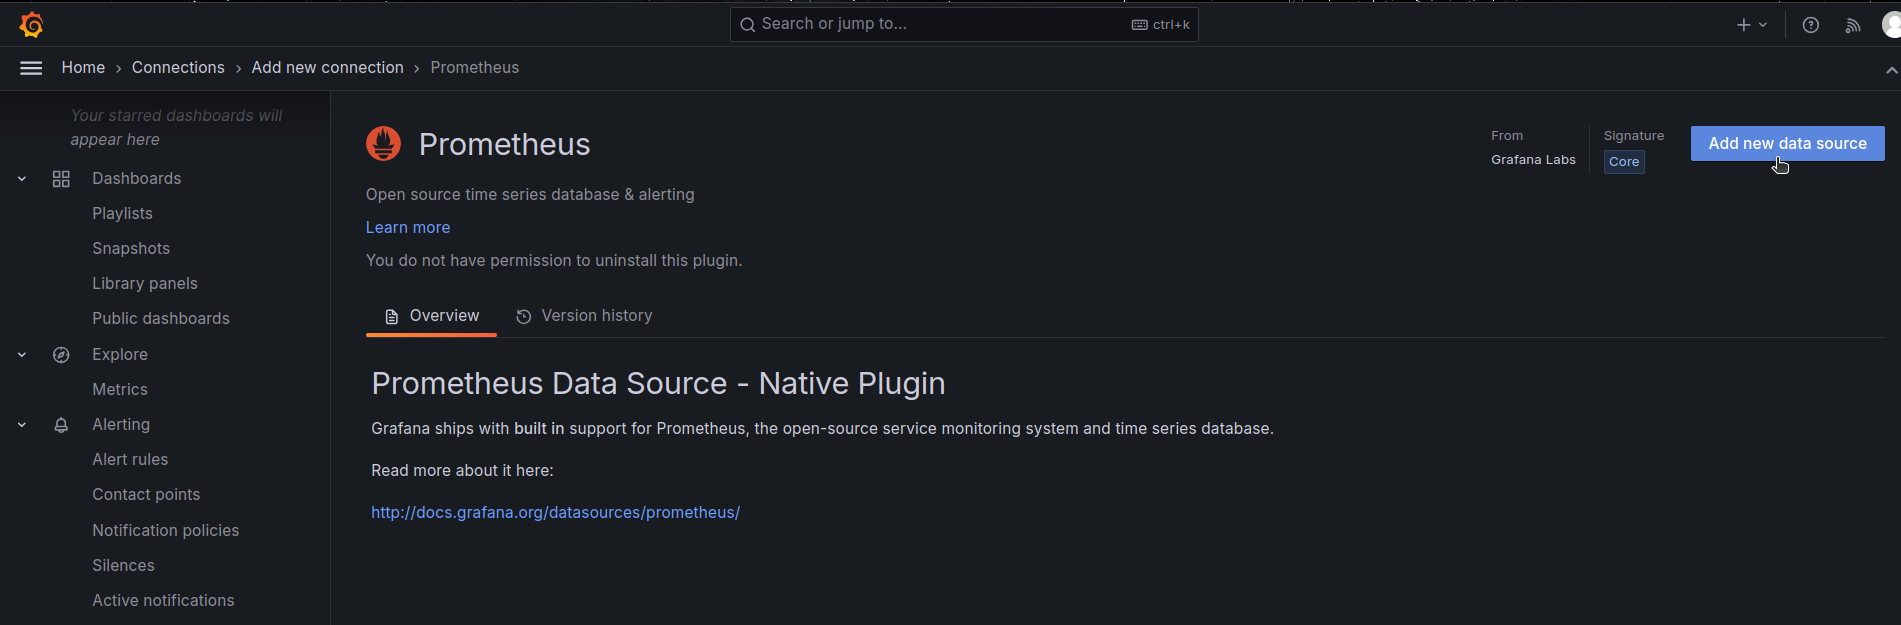 Search or jump to... ctrl+k
Home › Connections › Add new connection › Prometheus
Your starred dashboards will
appear here
Dashboards
Playlists
Snapshots
Library panels
Public dashboards
Explore
Metrics
Alerting
Alert rules
Contact points
Notification policies
Silences
Active notifications
Prometheus
From
Grafana Labs
Signature
Core
Add new data source
Open source time series database & alerting
Learn more
You do not have permission to uninstall this plugin.
Overview Version history
Prometheus Data Source - Native Plugin
Grafana ships with built in support for Prometheus, the open-source service monitoring system and time series database.
Read more about it here:
http://docs.grafana.org/datasources/prometheus/